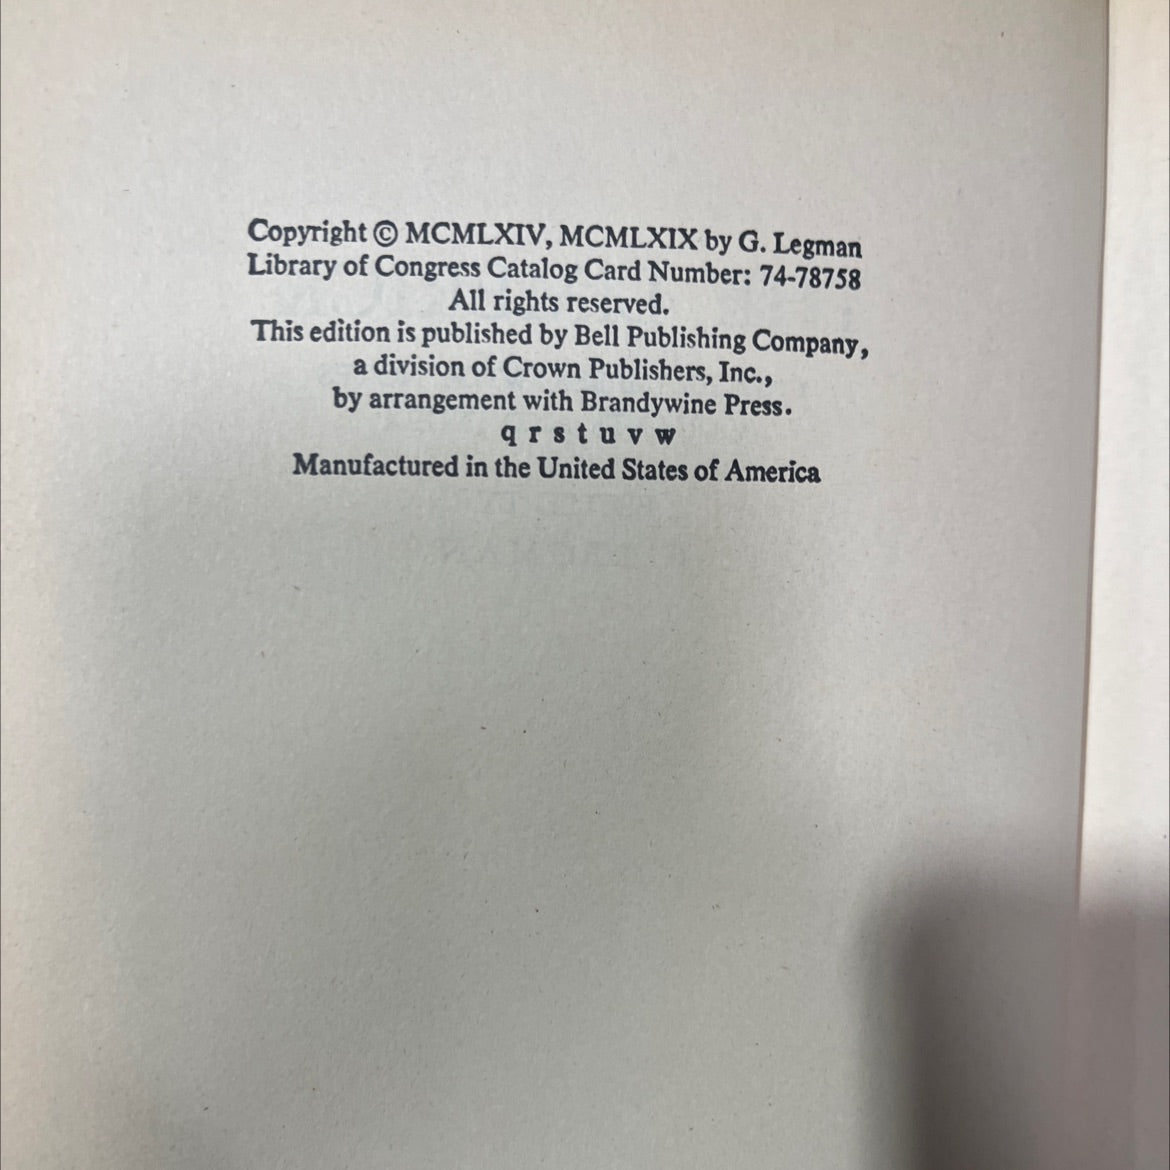 Copyright © MCMLXIV, MCMLXIX by G. Legman
Library of Congress Catalog Card Number: 74-78758
All rights reserved.
This edition is published by Bell Publishing Company,
a division of Crown Publishers, Inc.,
by arrangement with Brandywine Press.
q r s t u v w
Manufactured in the United States of America